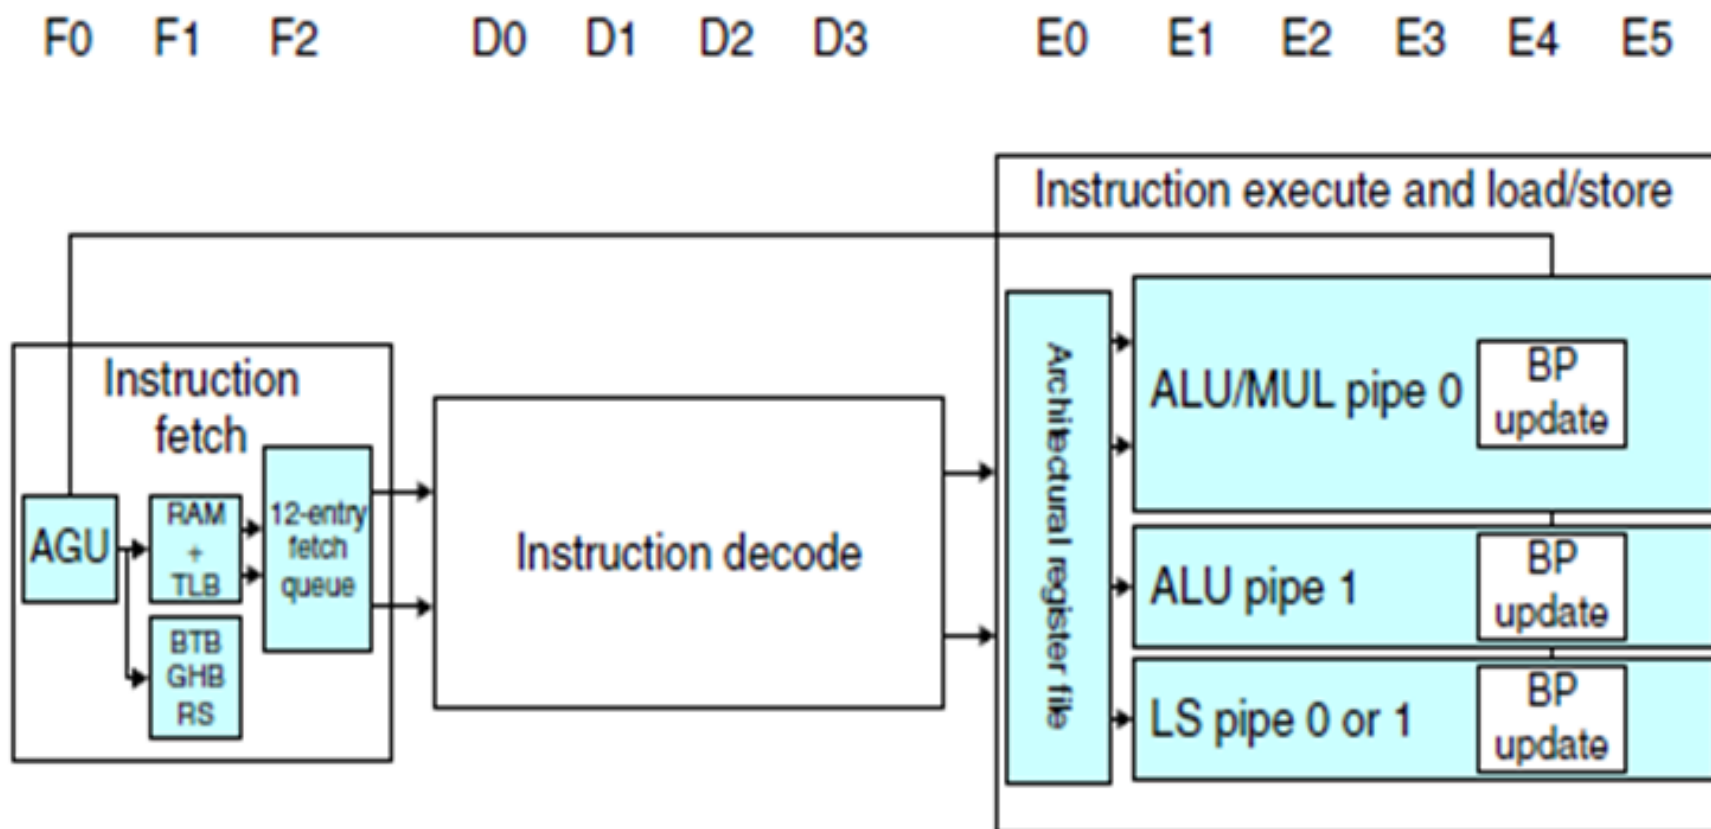 F0 F1 F2 D0 D1 D2 D3 E0 E1 E2 E3 E4 E5
Instruction execute and load/store
Instruction
fetch
AGU
RAM
+
TLB
BTB
GHB
RS
12-entry
fetch
queue
Instruction decode
Architectural register file
ALU/MUL pipe 0
BP
update
ALU pipe 1
BP
update
LS pipe 0 or 1
BP
update